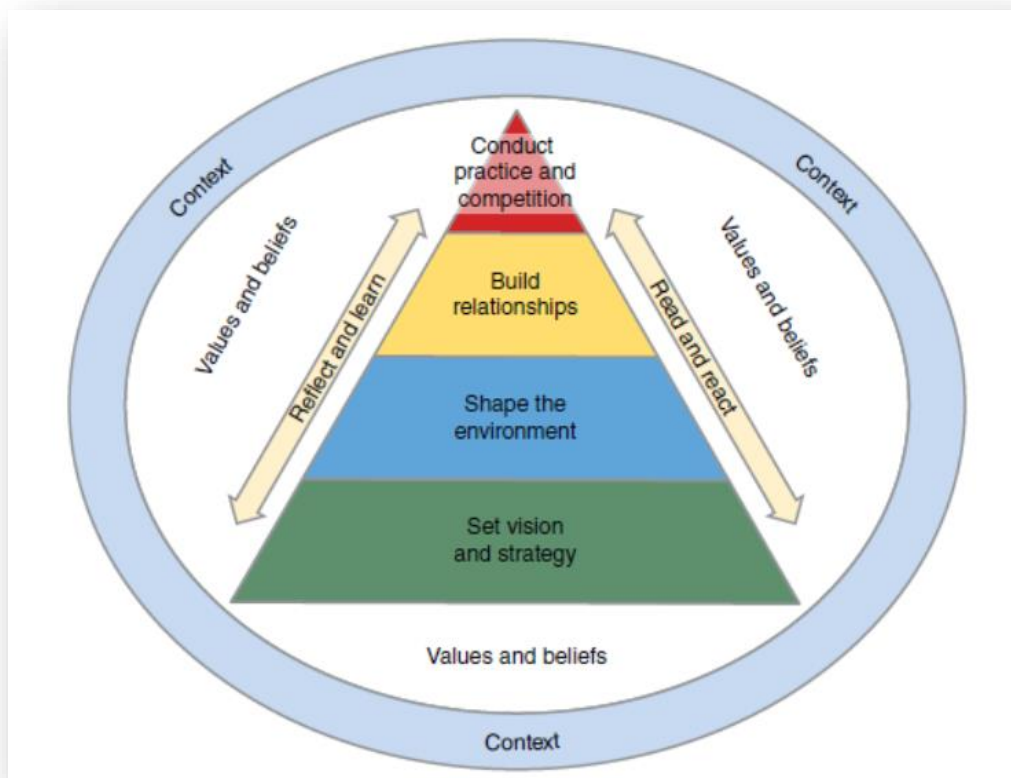 Conduct
practice and
competition
Context
Context
Values and beliefs
Values and beliefs
Reflect and learn
Read and react
Build
relationships
Shape the
environment
Set vision
and strategy
Values and beliefs
Context